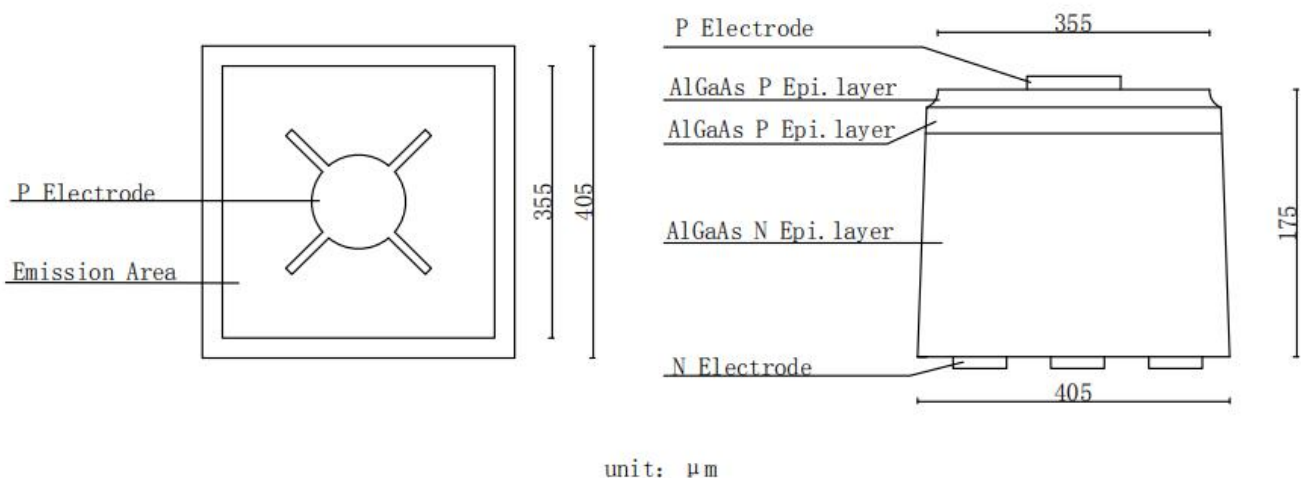 P Electrode
Emission Area
355
405
P Electrode
AlGaAs P Epi.layer
AlGaAs P Epi.layer
AlGaAs N Epi.layer
N Electrode
355
175
405
unit: μm